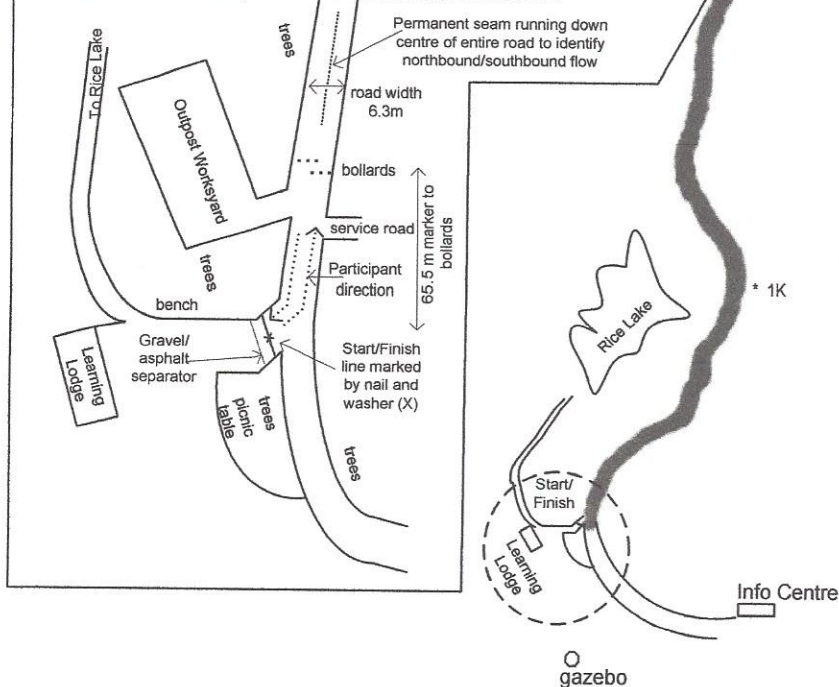 trees
Permanent seam running down
centre of entire road to identify
northbound/southbound flow
To Rice Lake
road width
6.3m
Outpost Worksyard
bollards
service road
65.5 m marker to
bollards
trees
Participant
direction
bench
Gravel/
asphalt
separator
Start/Finish
line marked
by nail and
washer (X)
Learning
Lodge
trees
picnic
table
trees
* 1K
Rice Lake
Start/
Finish
Learning
Lodge
Info Centre
gazebo